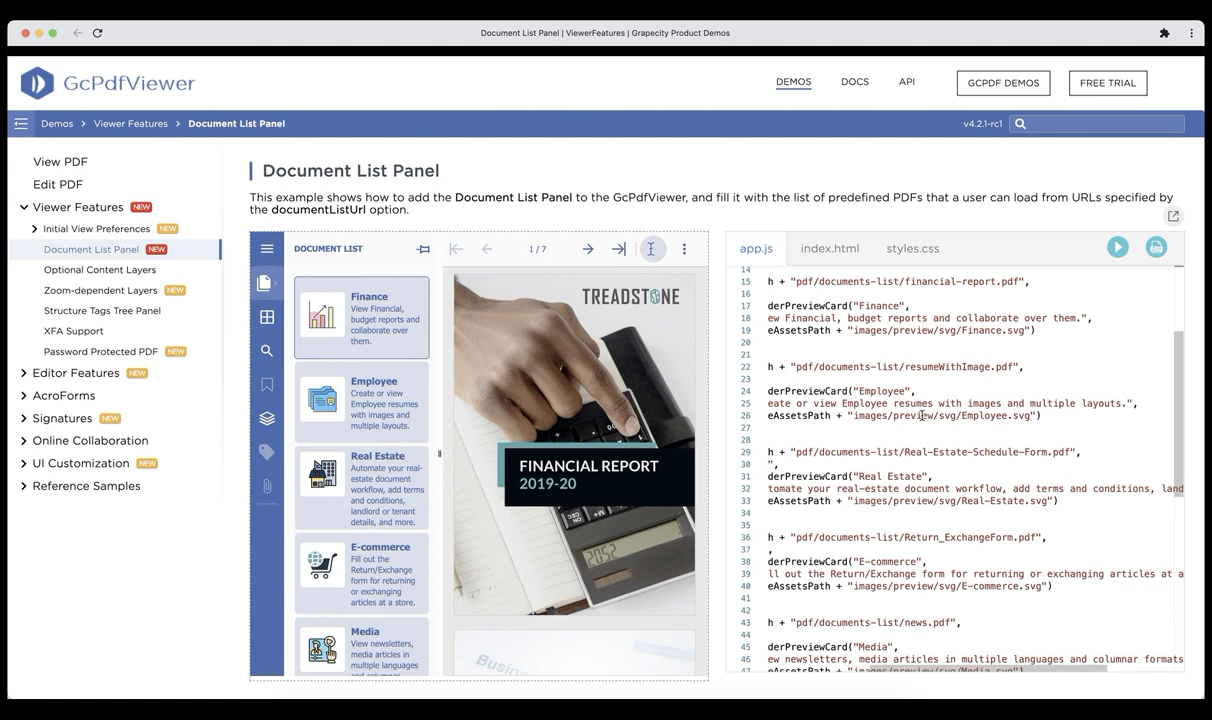 Document List Panel | ViewerFeatures | Grapecity Product Demos
GcPdfViewer
DEMOS
DOCS
API
GCPDF DEMOS
FREE TRIAL
Demos > Viewer Features > Document List Panel
v4.2.1-rc1
View PDF
Edit PDF
Viewer Features NEW
Initial View Preferences NEW
Document List Panel NEW
Optional Content Layers
Zoom-dependent Layers NEW
Structure Tags Tree Panel
XFA Support
Password Protected PDF NEW
Editor Features NEW
AcroForms
Signatures NEW
Online Collaboration
UI Customization NEW
Reference Samples
Document List Panel
This example shows how to add the Document List Panel to the GcPdfViewer, and fill it with the list of predefined PDFs that a user can load from URLs specified by
the documentListUrl option.
DOCUMENT LIST
1 / 7
Finance
View Financial,
budget reports and
collaborate over
them.
Employee
Create or view
Employee resumes
with images and
multiple layouts.
Real Estate
Automate your real-
estate document
workflow, add terms
and conditions,
landlord or tenant
details, and more.
E-commerce
Fill out the
Return/Exchange
form for returning
or exchanging
articles at a store.
Media
View newsletters,
media articles in
multiple languages
and columnar
TREADSTONE
FINANCIAL REPORT
2019-20
2052
app.js
index.html
styles.css
14
15 h + "pdf/documents-list/financial-report.pdf",
16
17 derPreviewCard("Finance",
18 ew Financial, budget reports and collaborate over them.",
19 eAssetsPath + "images/preview/svg/Finance.svg")
20
21
22 h + "pdf/documents-list/resumeWithImage.pdf",
23
24 derPreviewCard("Employee",
25 eate or view Employee resumes with images and multiple layouts.",
26 eAssetsPath + "images/preview/svg/Employee.svg")
27
28
29 h + "pdf/documents-list/Real-Estate-Schedule-Form.pdf",
30 ",
31 derPreviewCard("Real Estate",
32 tomate your real-estate document workflow, add terms and conditions, land
33 eAssetsPath + "images/preview/svg/Real-Estate.svg")
34
35
36 h + "pdf/documents-list/Return_ExchangeForm.pdf",
37 ,
38 derPreviewCard("E-commerce",
39 ll out the Return/Exchange form for returning or exchanging articles at a
40 eAssetsPath + "images/preview/svg/E-commerce.svg")
41
42
43 h + "pdf/documents-list/news.pdf",
44
45 derPreviewCard("Media",
46 ew newsletters, media articles in multiple languages and columnar formats
47 eAssetsPath + "images/preview/svg/Media.svg")